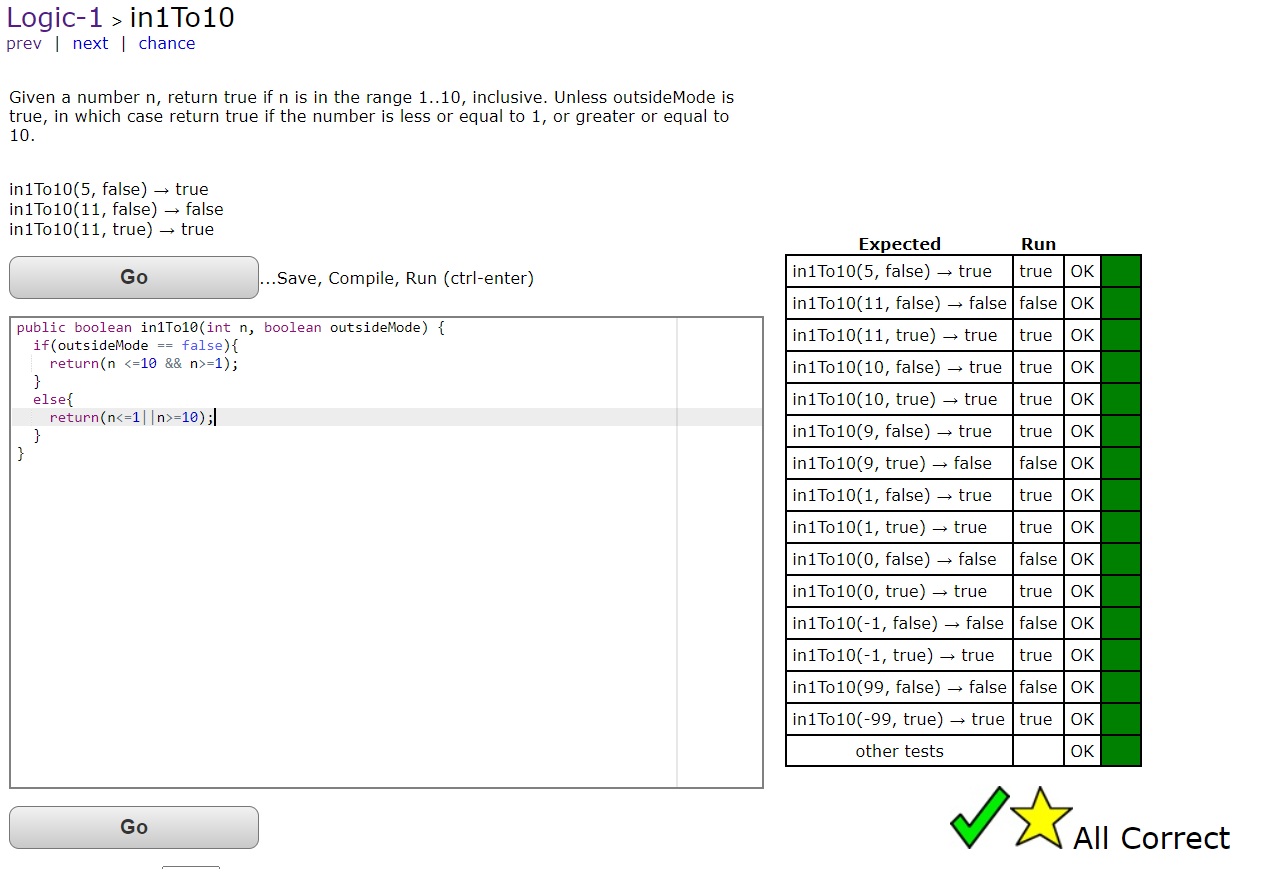 Logic-1 > in1To10
prev | next | chance
Given a number n, return true if n is in the range 1..10, inclusive. Unless outsideMode is
true, in which case return true if the number is less or equal to 1, or greater or equal to
10.
in1To10(5, false) → true
in1To10(11, false) → false
in1To10(11, true) → true
Go
...Save, Compile, Run (ctrl-enter)
public boolean in1To10(int n, boolean outsideMode) {
  if(outsideMode == false){
    return(n <=10 && n>=1);
  }
  else{
    return(n<=1||n>=10);
  }
}
Go
Expected Run
in1To10(5, false) → true true OK
in1To10(11, false) → false false OK
in1To10(11, true) → true true OK
in1To10(10, false) → true true OK
in1To10(10, true) → true true OK
in1To10(9, false) → true true OK
in1To10(9, true) → false false OK
in1To10(1, false) → true true OK
in1To10(1, true) → true true OK
in1To10(0, false) → false false OK
in1To10(0, true) → true true OK
in1To10(-1, false) → false false OK
in1To10(-1, true) → true true OK
in1To10(99, false) → false false OK
in1To10(-99, true) → true true OK
other tests OK
All Correct